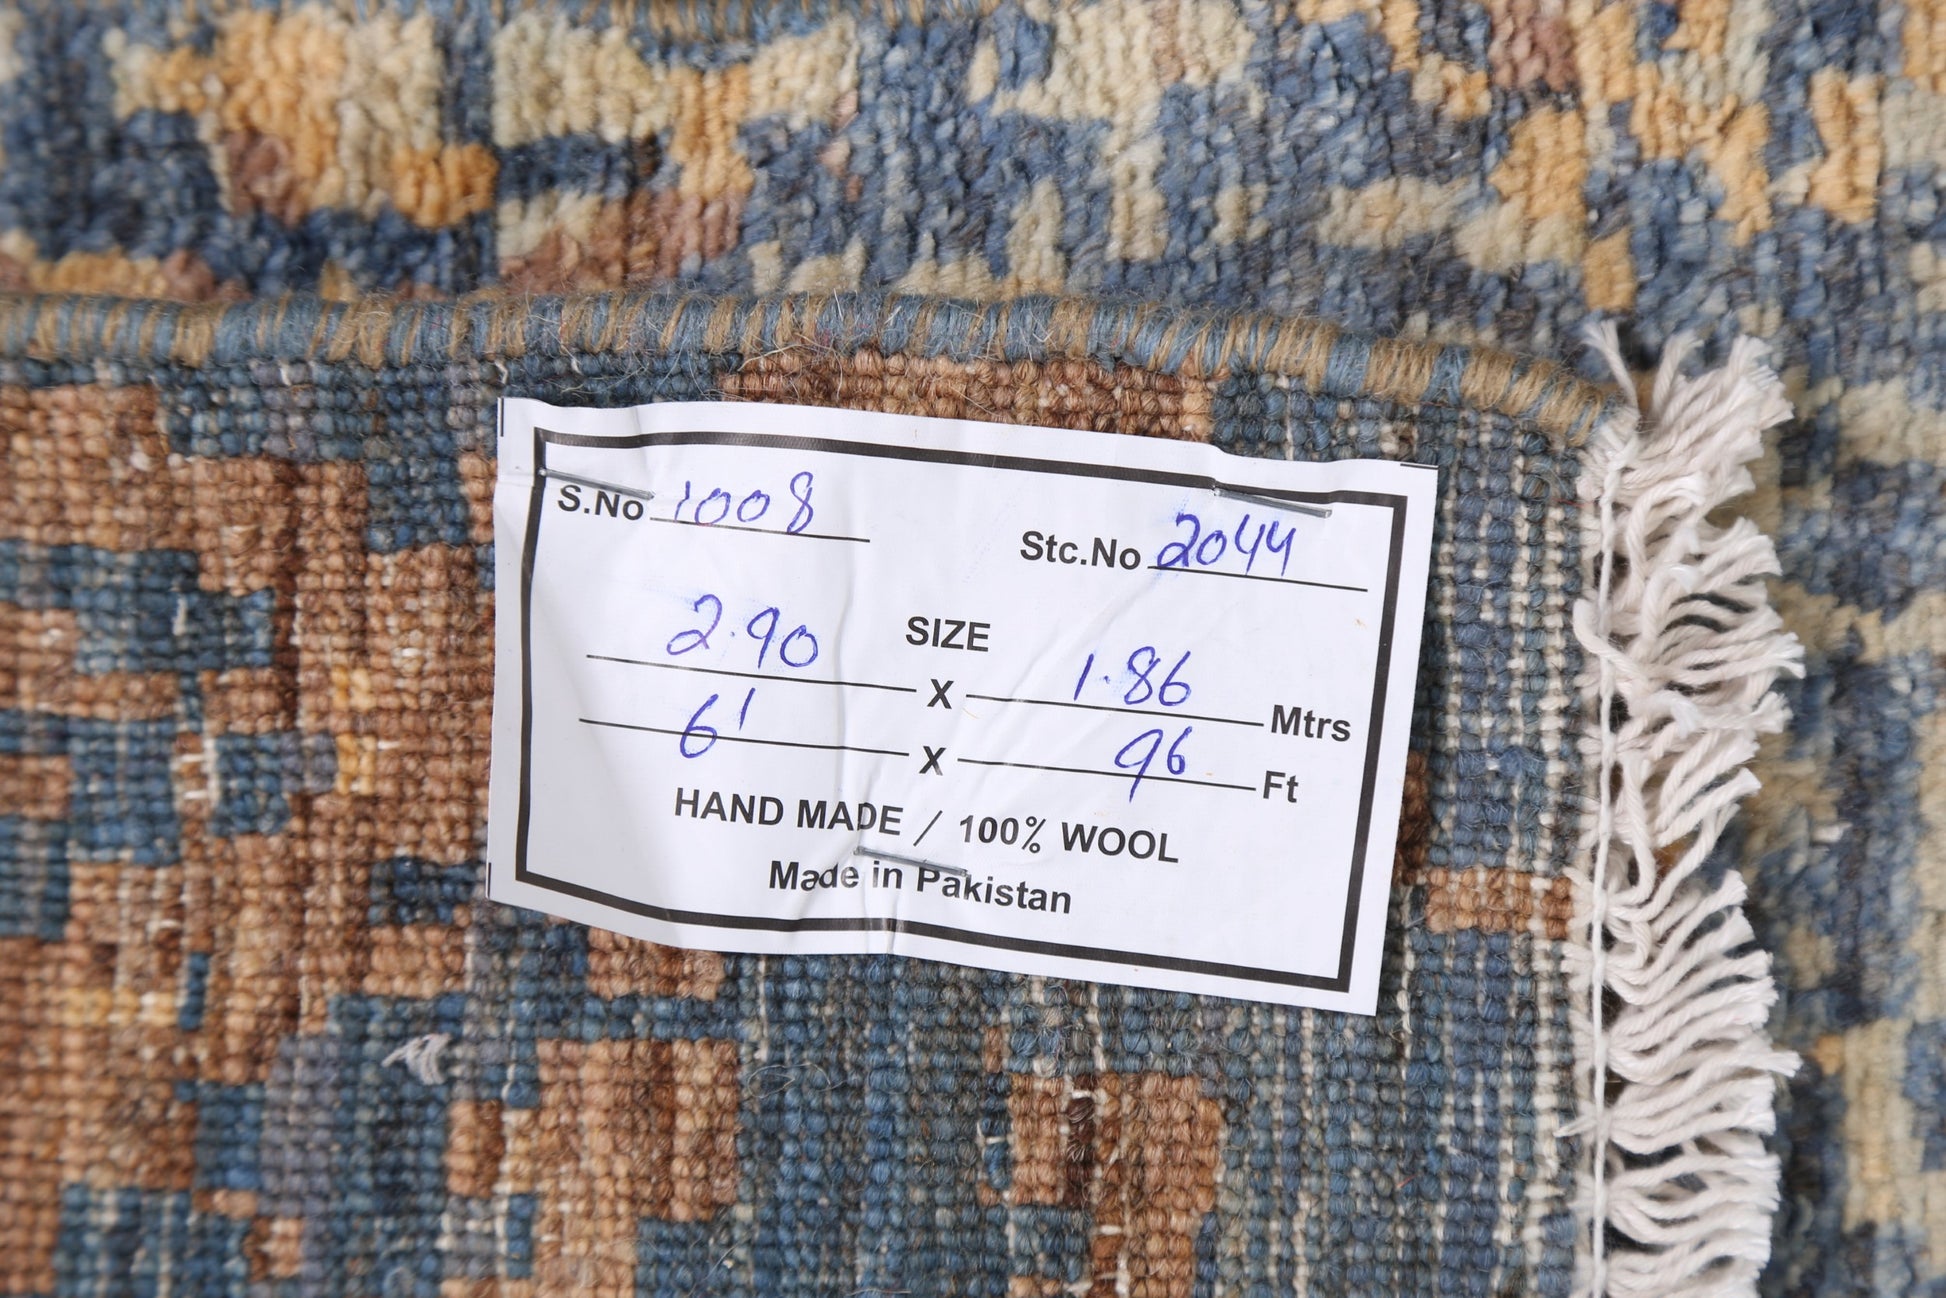 S.No 1008
Stc.No 2044
SIZE
2.90 X 1.86 Mtrs
6' X 96 Ft
HAND MADE / 100% WOOL
Made in Pakistan